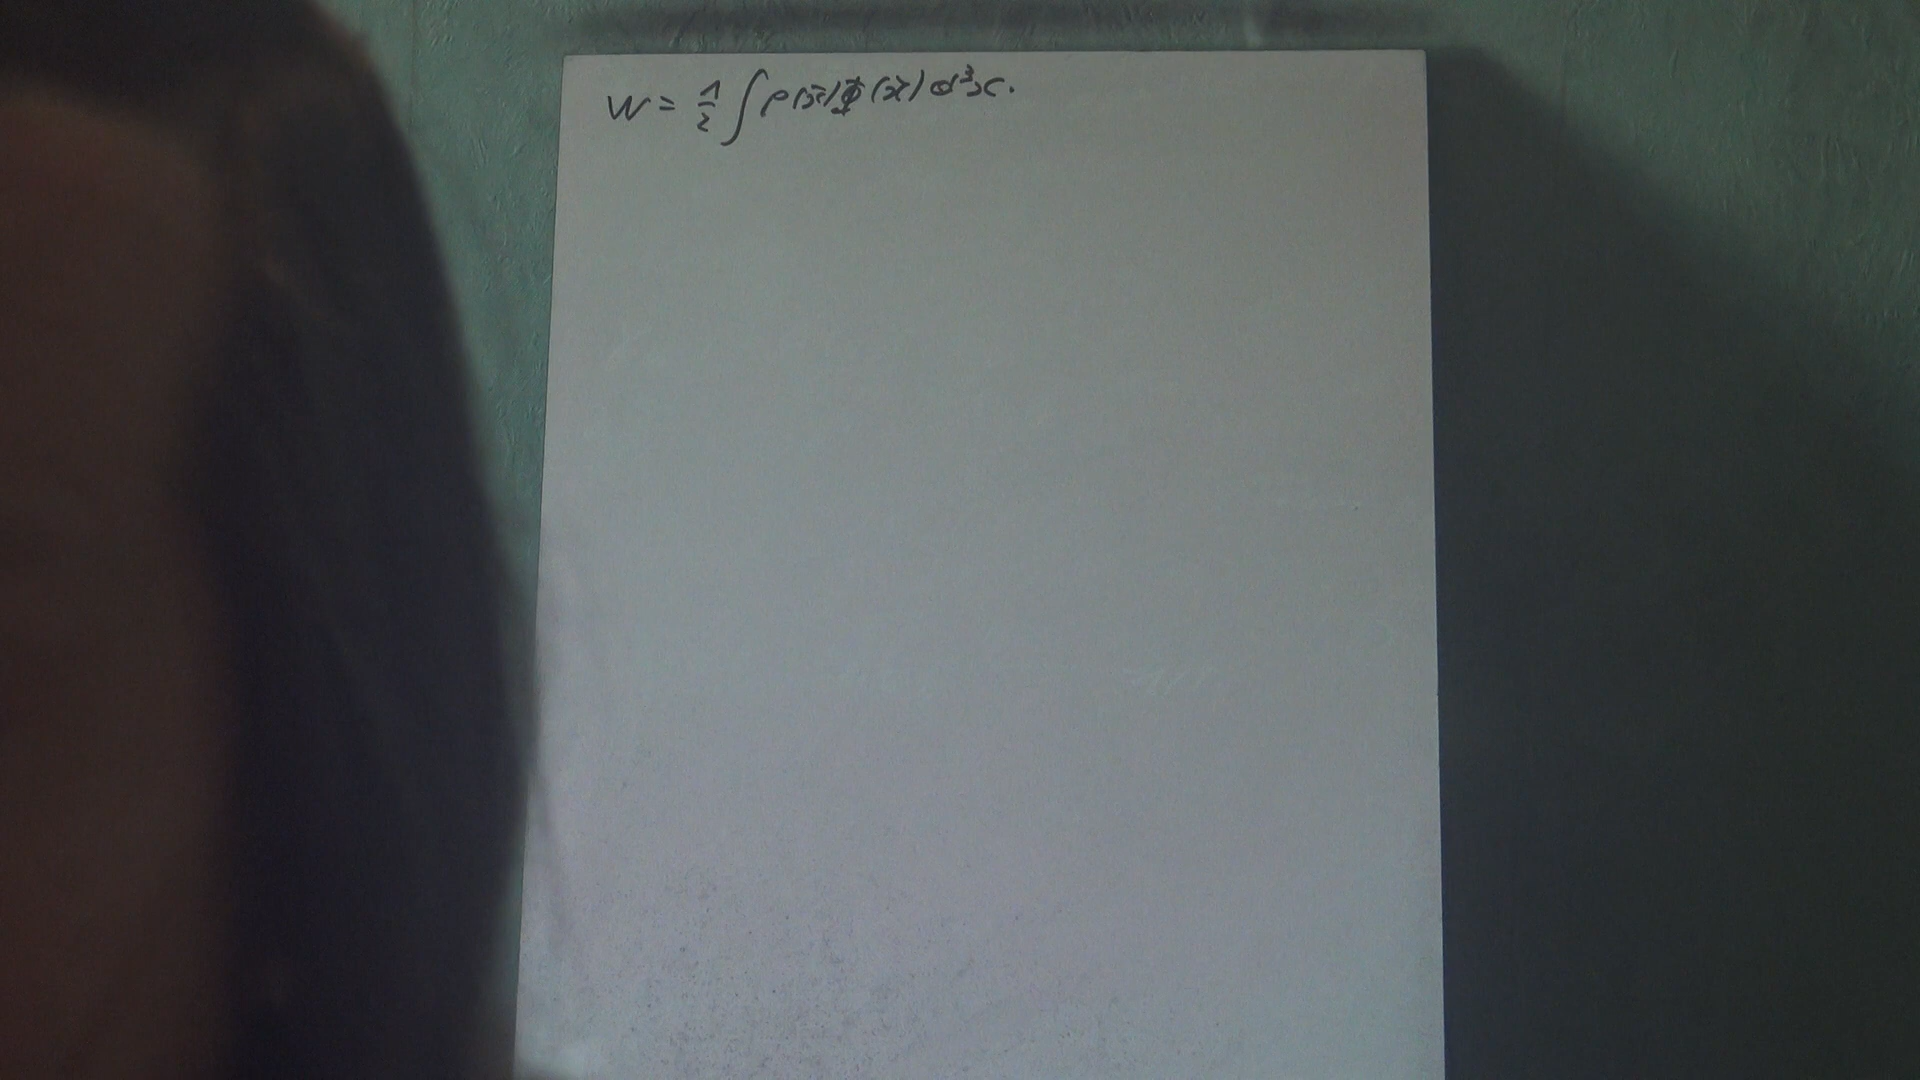 W = 1/2 ∫ ρ(x⃗) Φ(x⃗) d³x.